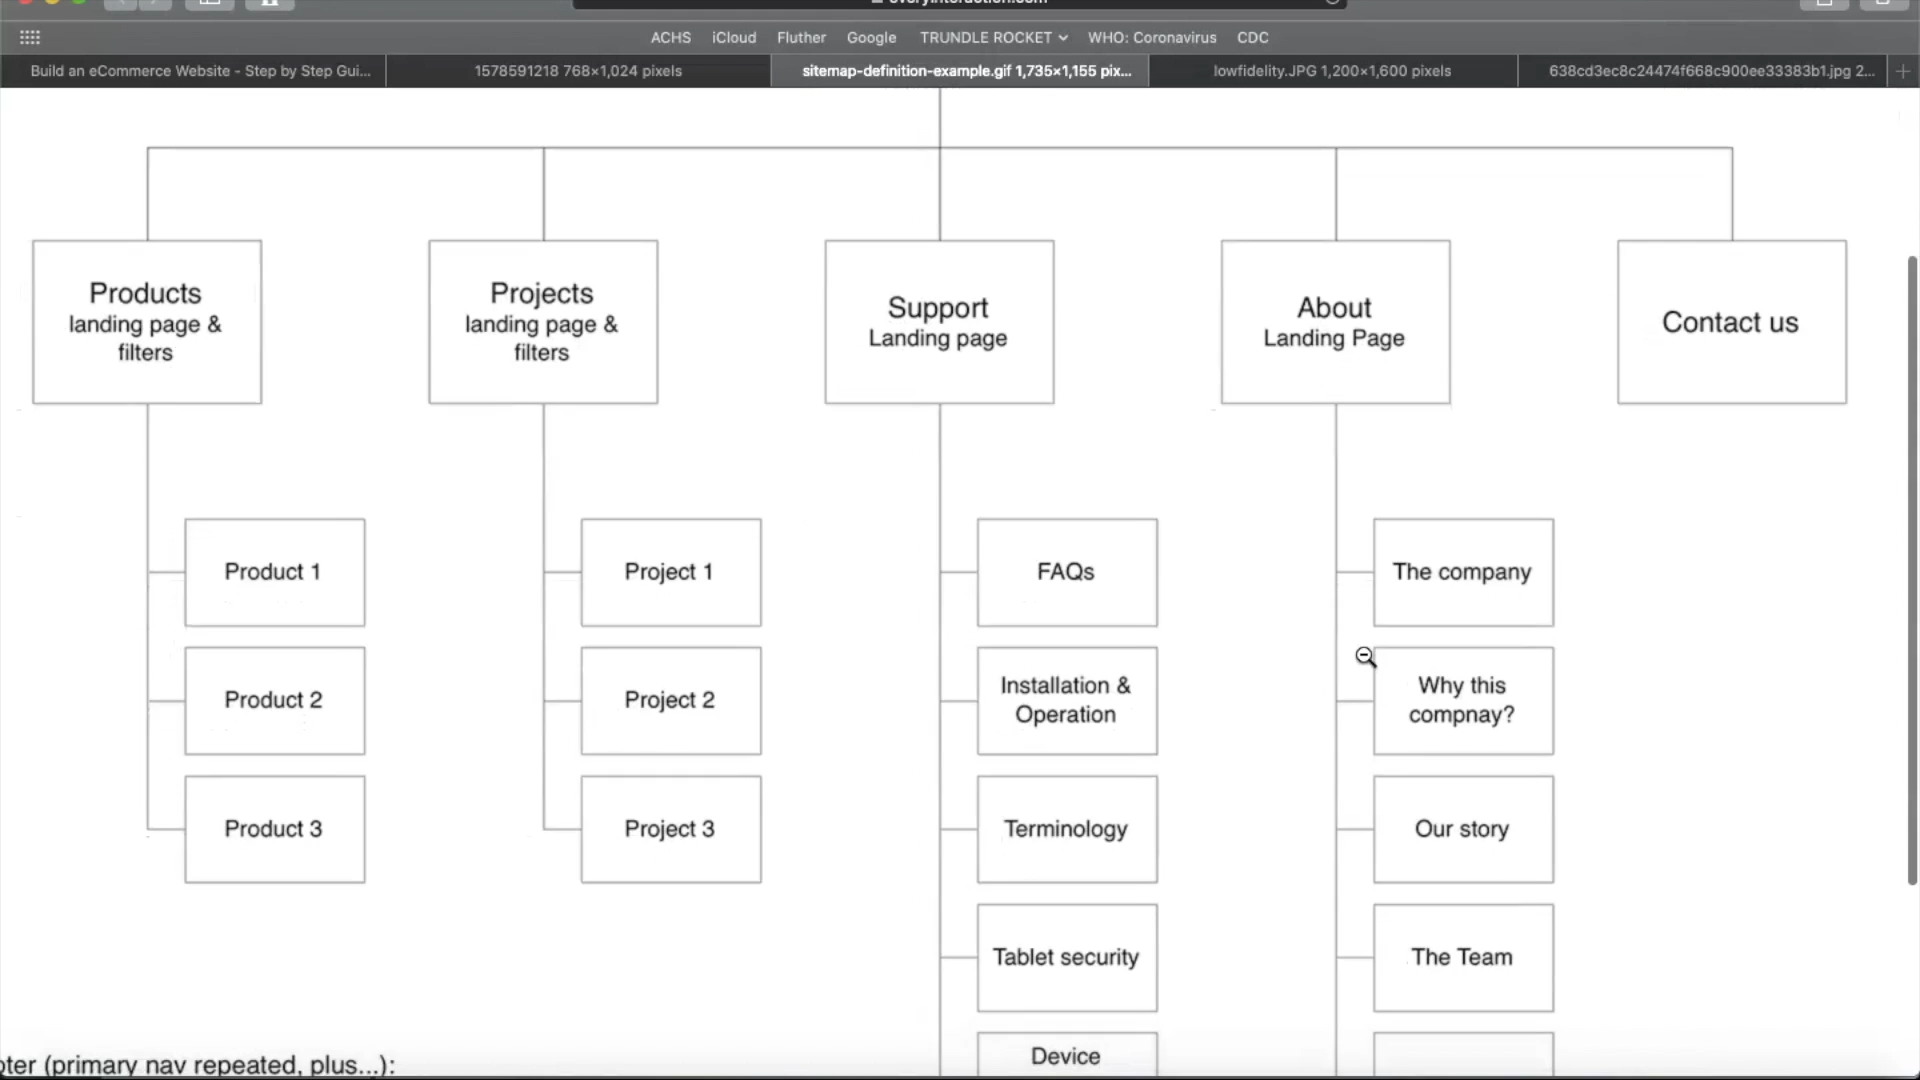 ACHS iCloud Fluther Google TRUNDLE ROCKET WHO: Coronavirus CDC
Build an eCommerce Website - Step by Step Gui... 1578591218 768×1,024 pixels sitemap-definition-example.gif 1,735×1,155 pix... lowfidelity.JPG 1,200×1,600 pixels 638cd3ec8c24474f668c900ee33383b1.jpg 2...
Products
landing page &
filters
Projects
landing page &
filters
Support
Landing page
About
Landing Page
Contact us
Product 1
Product 2
Product 3
Project 1
Project 2
Project 3
FAQs
Installation &
Operation
Terminology
Tablet security
Device
The company
Why this
compnay?
Our story
The Team
oter (primary nav repeated, plus...):